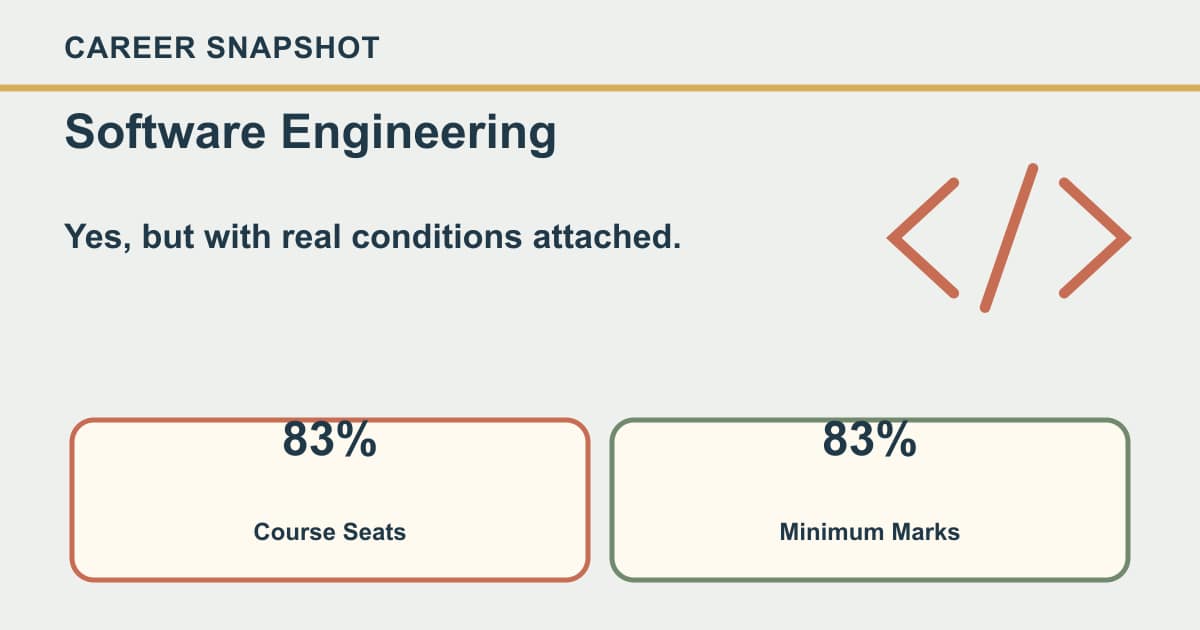 CAREER SNAPSHOT
Software Engineering
Yes, but with real conditions attached.
</>
83%
Course Seats
83%
Minimum Marks